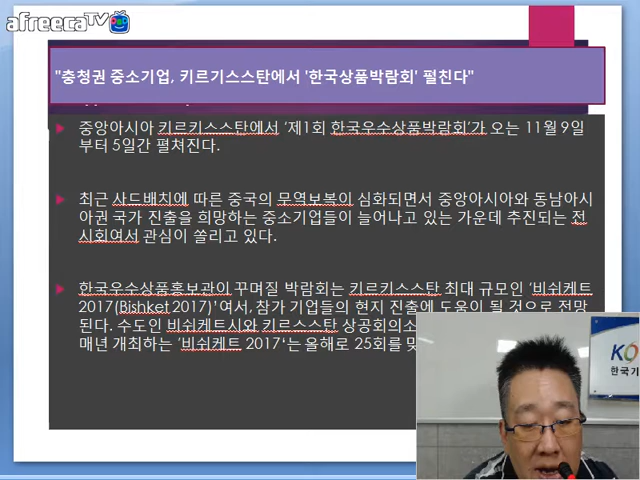 afreecaTV
"충청권 중소기업, 키르기스스탄에서 '한국상품박람회' 펼친다"
중앙아시아 키르키스스탄에서 '제1회 한국우수상품박람회'가 오는 11월 9일
부터 5일간 펼쳐진다.
최근 사드배치에 따른 중국의 무역보복이 심화되면서 중앙아시아와 동남아시
아권 국가 진출을 희망하는 중소기업들이 늘어나고 있는 가운데 추진되는 전
시회여서 관심이 쏠리고 있다.
한국우수상품홍보관이 꾸며질 박람회는 키르키스스탄 최대 규모인 '비쉬케트
2017(Bishket 2017)'여서, 참가 기업들의 현지 진출에 도움이 될 것으로 전망
된다. 수도인 비쉬케트시와 키르스스탄 상공회의소
매년 개최하는 '비쉬케트 2017'는 올해로 25회를 맞
KO
한국기